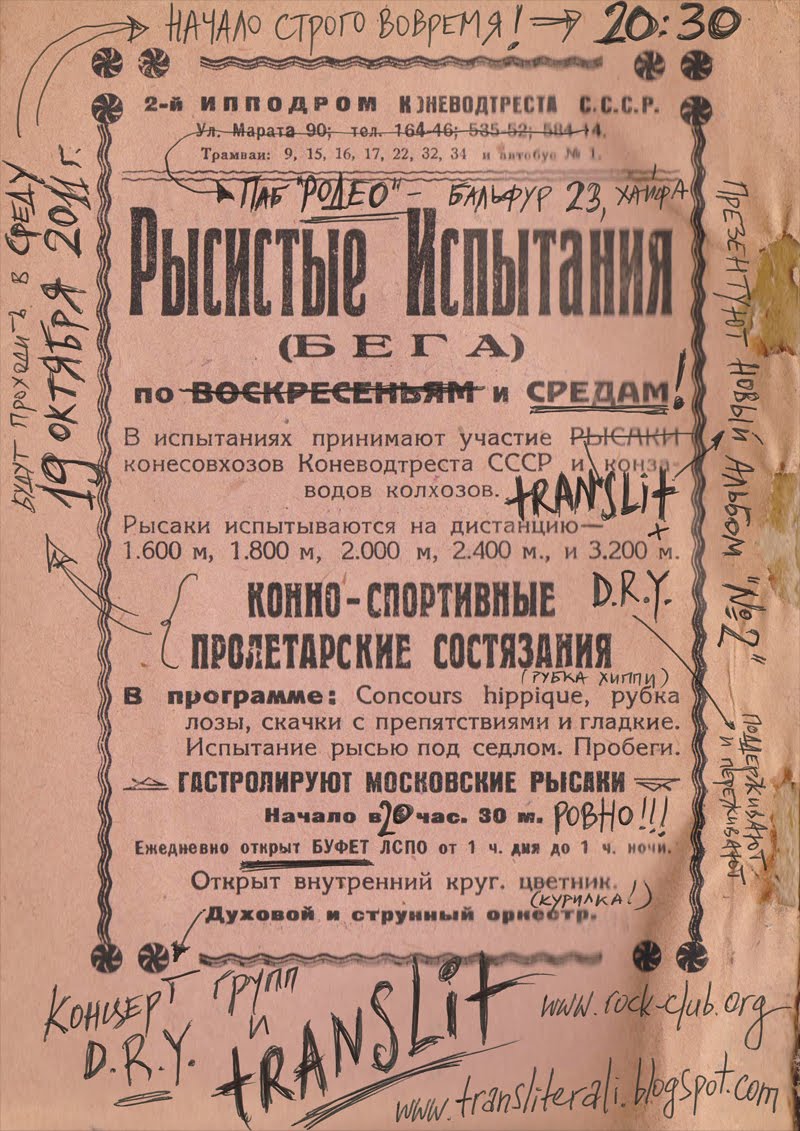 НАЧАЛО СТРОГО ВОВРЕМЯ! 20:30
БУДУТ ПРОХОДИТЬ В СРЕДУ
19 ОКТЯБРЯ 2011 г.
2-й ИППОДРОМ КОНЕВОДТРЕСТА С.С.С.Р.
Ул. Марата 90; тел. 164-46; 535-52; 584-14.
Трамваи: 9, 15, 16, 17, 22, 32, 34 и автобус № 1.
ПАБ "РОДЕО" - БАЛЬФУР 23, ХАЙФА
Рысистые Испытания
(БЕГА)
по ВОСКРЕСЕНЬЯМ и СРЕДАМ!
В испытаниях принимают участие РЫСАКИ
конесовхозов Коневодтреста СССР и конза-
водов колхозов. tRANSLit
Рысаки испытываются на дистанцию—
1.600 м, 1.800 м, 2.000 м, 2.400 м., и 3.200 м.
+
D.R.Y.
КОННО-СПОРТИВНЫЕ
ПРОЛЕТАРСКИЕ СОСТЯЗАНИЯ
(РУБКА ХИППИ)
В программе: Concours hippique, рубка
лозы, скачки с препятствиями и гладкие.
Испытание рысью под седлом. Пробеги.
ГАСТРОЛИРУЮТ МОСКОВСКИЕ РЫСАКИ
Начало в 20 час. 30 м. РОВНО!!!
Ежедневно открыт БУФЕТ ЛСПО от 1 ч. дня до 1 ч. ночи.
Открыт внутренний круг. цветник.
(КУРИЛКА!)
Духовой и струнный оркестр.
ПРЕЗЕНТУЮТ НОВЫЙ АЛЬБОМ "№2"
ПОДДЕРЖИВАЮТ
И ПЕРЕЖИВАЮТ
КОНЦЕРТ ГРУПП
D.R.Y. И tRANSLit
www.rock-club.org
www.transliterali.blogspot.com